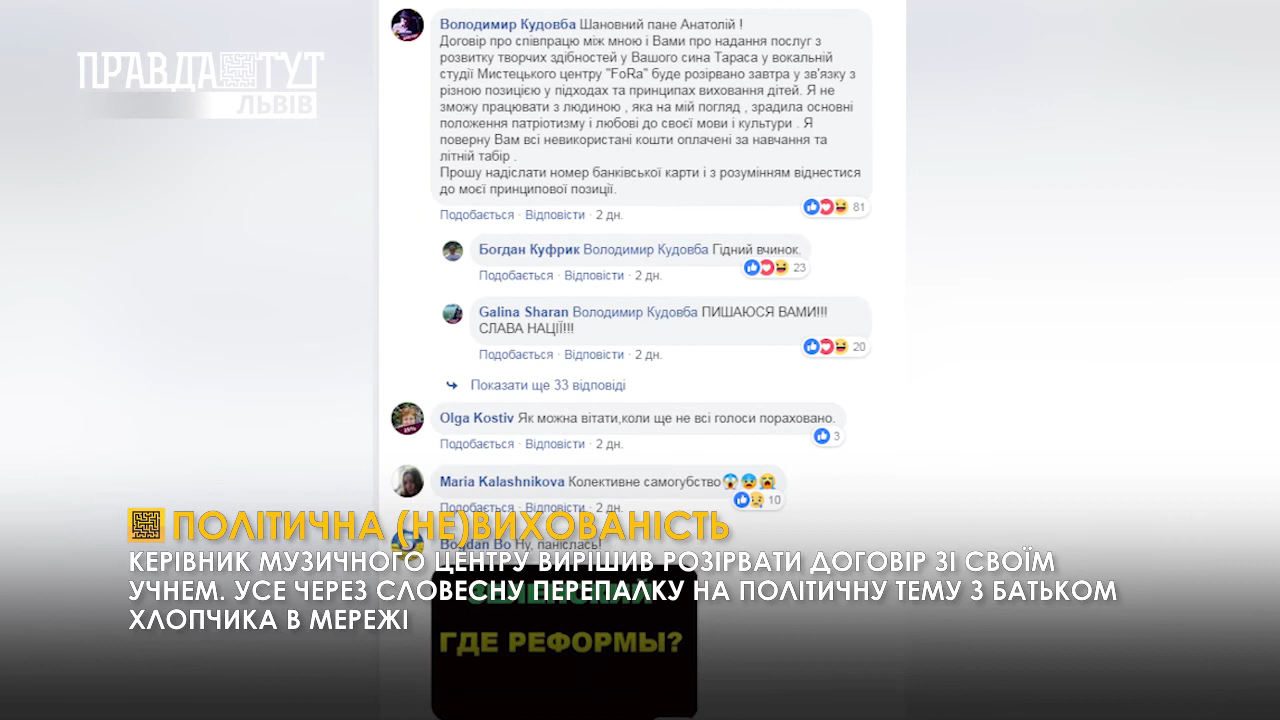 ПРАВДА ТУТ
ЛЬВІВ
Володимир Кудовба Шановний пане Анатолій !
Договір про співпрацю між мною і Вами про надання послуг з
розвитку творчих здібностей у Вашого сина Тараса у вокальній
студії Мистецького центру "FoRa" буде розірвано завтра у зв'язку з
різною позицією у підходах та принципах виховання дітей. Я не
зможу працювати з людиною , яка на мій погляд , зрадила основні
положення патріотизму і любові до своєї мови і культури . Я
поверну Вам всі невикористані кошти оплачені за навчання та
літній табір .
Прошу надіслати номер банківської карти і з розумінням віднестися
до моєї принципової позиції.
81
Подобається · Відповісти · 2 дн.
Богдан Куфрик Володимир Кудовба Гідний вчинок.
23
Подобається · Відповісти · 2 дн.
Galina Sharan Володимир Кудовба ПИШАЮСЯ ВАМИ!!!
СЛАВА НАЦІЇ!!!
20
Подобається · Відповісти · 2 дн.
Показати ще 33 відповіді
Olga Kostiv Як можна вітати,коли ще не всі голоси пораховано.
3
Подобається · Відповісти · 2 дн.
Maria Kalashnikova Колективне самогубство😱😰😭
10
Подобається · Відповісти · 2 дн.
ПОЛІТИЧНА (НЕ)ВИХОВАНІСТЬ
Bogdan Bo Ну, паніслась!
КЕРІВНИК МУЗИЧНОГО ЦЕНТРУ ВИРІШИВ РОЗІРВАТИ ДОГОВІР ЗІ СВОЇМ
УЧНЕМ. УСЕ ЧЕРЕЗ СЛОВЕСНУ ПЕРЕПАЛКУ НА ПОЛІТИЧНУ ТЕМУ З БАТЬКОМ
ХЛОПЧИКА В МЕРЕЖІ
ГДЕ РЕФОРМЫ?